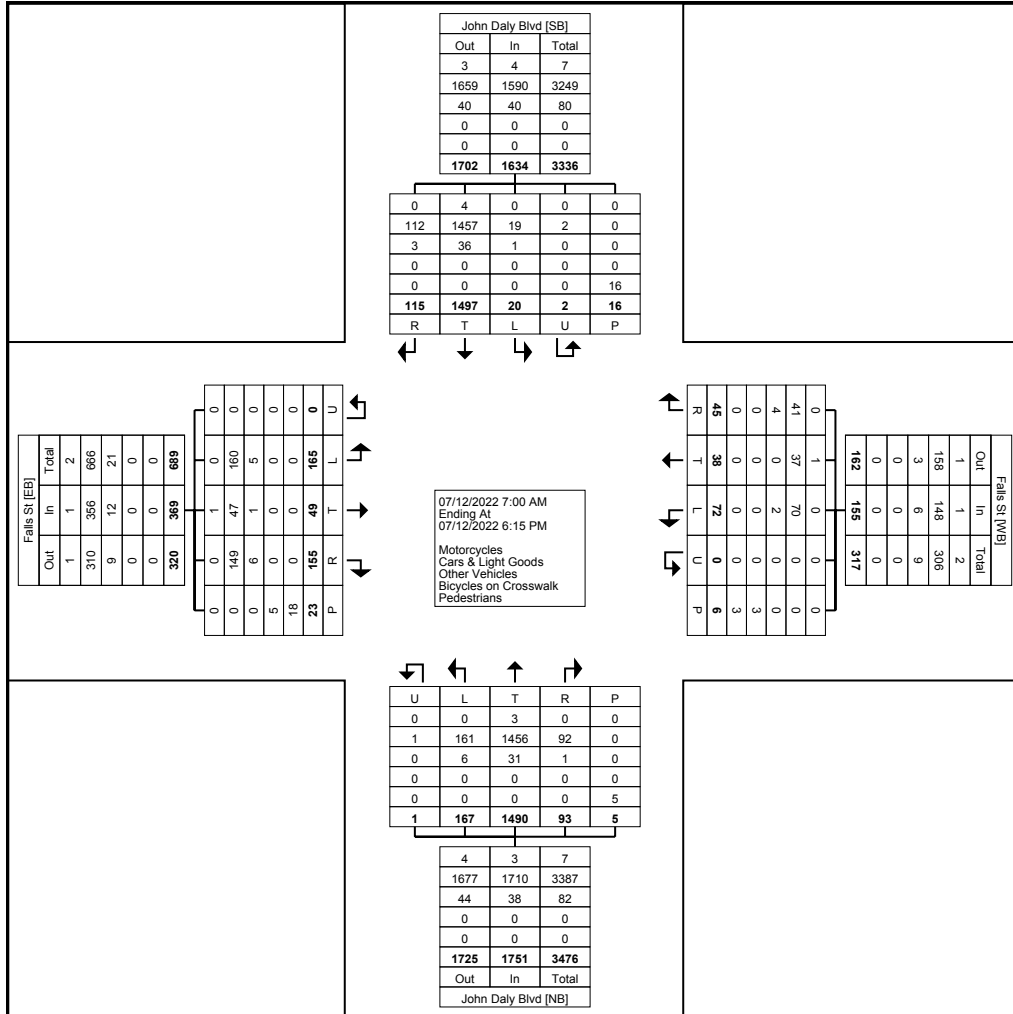 John Daly Blvd [SB]
Out In Total
3 4 7
1659 1590 3249
40 40 80
0 0 0
0 0 0
1702 1634 3336
0 4 0 0 0
112 1457 19 2 0
3 36 1 0 0
0 0 0 0 0
0 0 0 0 16
115 1497 20 2 16
R T L U P
Falls St [EB]
Out In Total
1 1 2
310 356 666
9 12 21
0 0 0
0 0 0
320 369 689
0 0 1 0 0
0 160 47 149 0
0 5 1 6 0
0 0 0 0 5
0 0 0 0 18
0 165 49 155 23
U L T R P
07/12/2022 7:00 AM
Ending At
07/12/2022 6:15 PM
Motorcycles
Cars & Light Goods
Other Vehicles
Bicycles on Crosswalk
Pedestrians
Falls St [WB]
Out In Total
1 1 2
158 148 306
3 6 9
0 0 0
0 0 0
162 155 317
0 1 0 0 0
41 37 70 0 0
4 0 2 0 0
0 0 0 0 3
0 0 0 0 3
45 38 72 0 6
R T L U P
U L T R P
0 0 3 0 0
1 161 1456 92 0
0 6 31 1 0
0 0 0 0 0
0 0 0 0 5
1 167 1490 93 5
4 3 7
1677 1710 3387
44 38 82
0 0 0
0 0 0
1725 1751 3476
Out In Total
John Daly Blvd [NB]